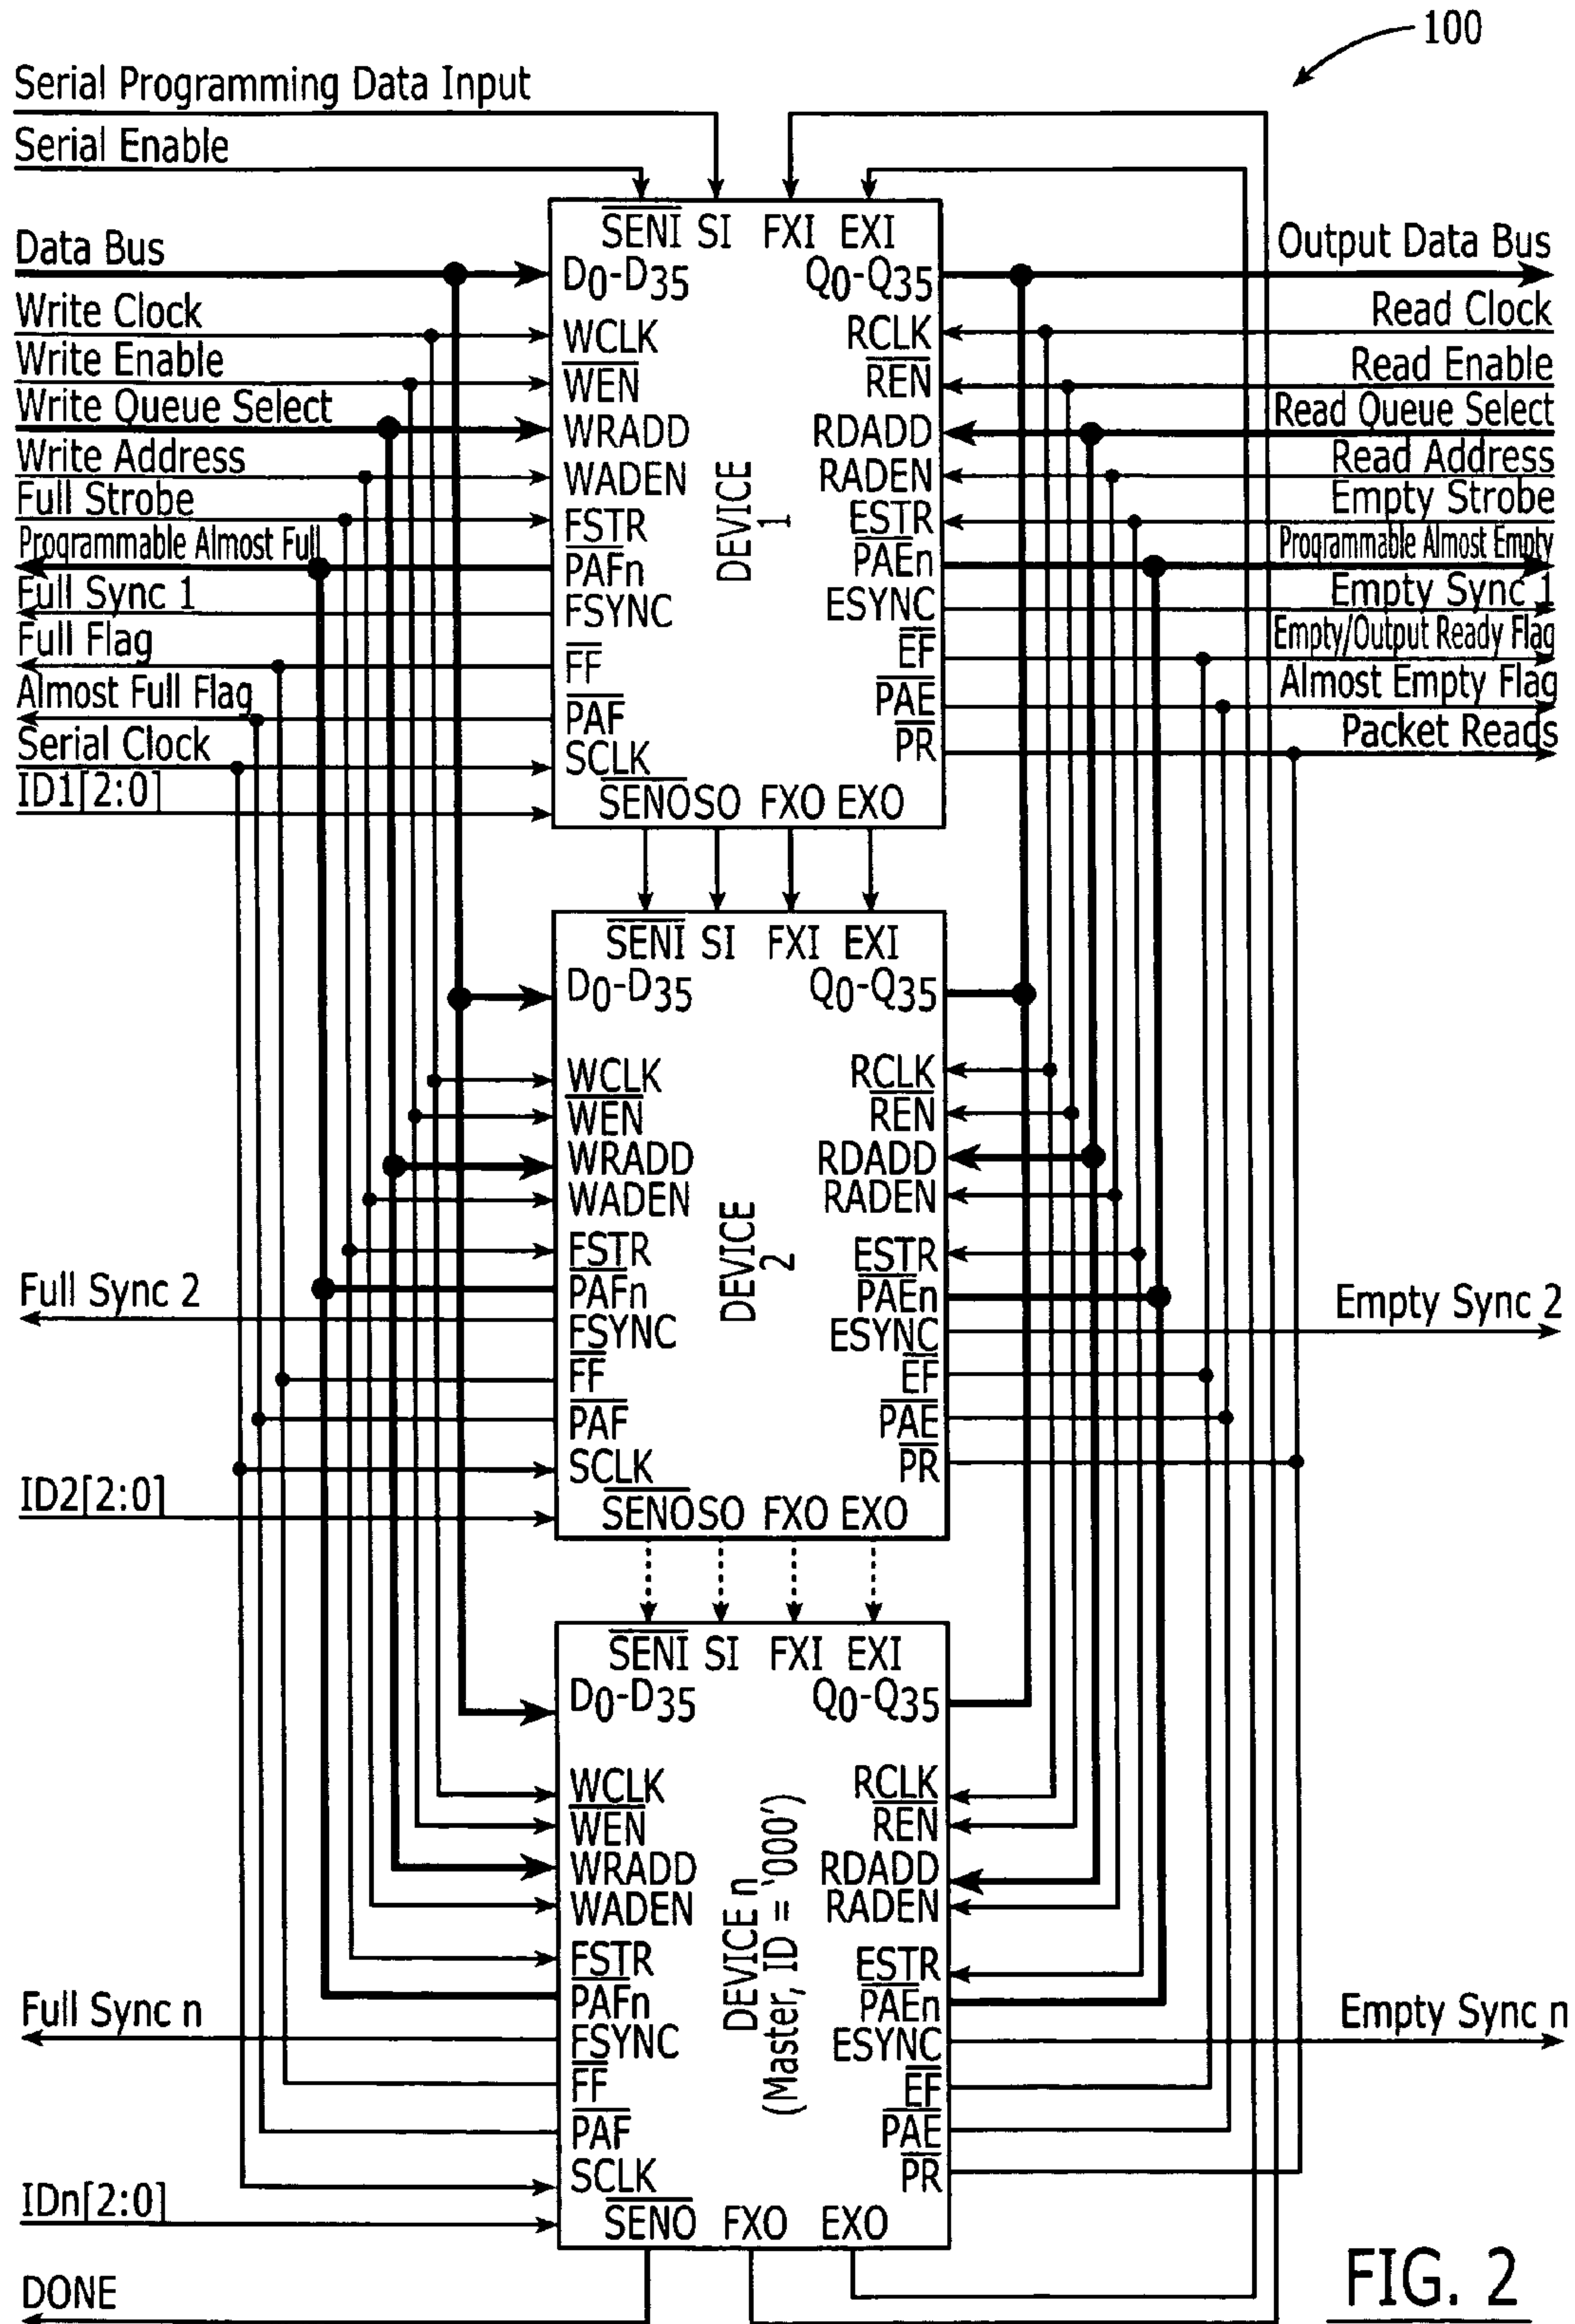 100
Serial Programming Data Input
Serial Enable
Data Bus
Write Clock
Write Enable
Write Queue Select
Write Address
Full Strobe
Programmable Almost Full
Full Sync 1
Full Flag
Almost Full Flag
Serial Clock
ID1[2:0]
SENI SI FXI EXI
D0-D35 Q0-Q35
WCLK RCLK
WEN REN
WRADD RDADD
WADEN RADEN
FSTR ESTR
PAFn PAEn
FSYNC ESYNC
FF EF
PAF PAE
SCLK PR
SENO SO FXO EXO
DEVICE
1
Output Data Bus
Read Clock
Read Enable
Read Queue Select
Read Address
Empty Strobe
Programmable Almost Empty
Empty Sync 1
Empty/Output Ready Flag
Almost Empty Flag
Packet Reads
SENI SI FXI EXI
D0-D35 Q0-Q35
WCLK RCLK
WEN REN
WRADD RDADD
WADEN RADEN
FSTR ESTR
PAFn PAEn
FSYNC ESYNC
FF EF
PAF PAE
SCLK PR
SENO SO FXO EXO
DEVICE
2
Full Sync 2
ID2[2:0]
Empty Sync 2
SENI SI FXI EXI
D0-D35 Q0-Q35
WCLK RCLK
WEN REN
WRADD RDADD
WADEN RADEN
FSTR ESTR
PAFn PAEn
FSYNC ESYNC
FF EF
PAF PAE
SCLK PR
SENO FXO EXO
DEVICE n
(Master, ID = '000')
Full Sync n
IDn[2:0]
Empty Sync n
DONE
FIG. 2